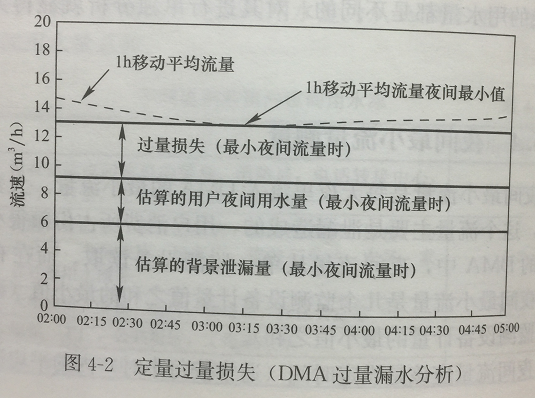 20
18
16
14
12
10
8
6
4
2
0
流速(m³/h)
1h移动平均流量
1h移动平均流量夜间最小值
过量损失（最小夜间流量时）
估算的用户夜间用水量（最小夜间流量时）
估算的背景泄漏量（最小夜间流量时）
02:00 02:15 02:30 02:45 03:00 03:15 03:30 03:45 04:00 04:15 04:30 04:45 05:00
图 4-2 定量过量损失（DMA 过量漏水分析）